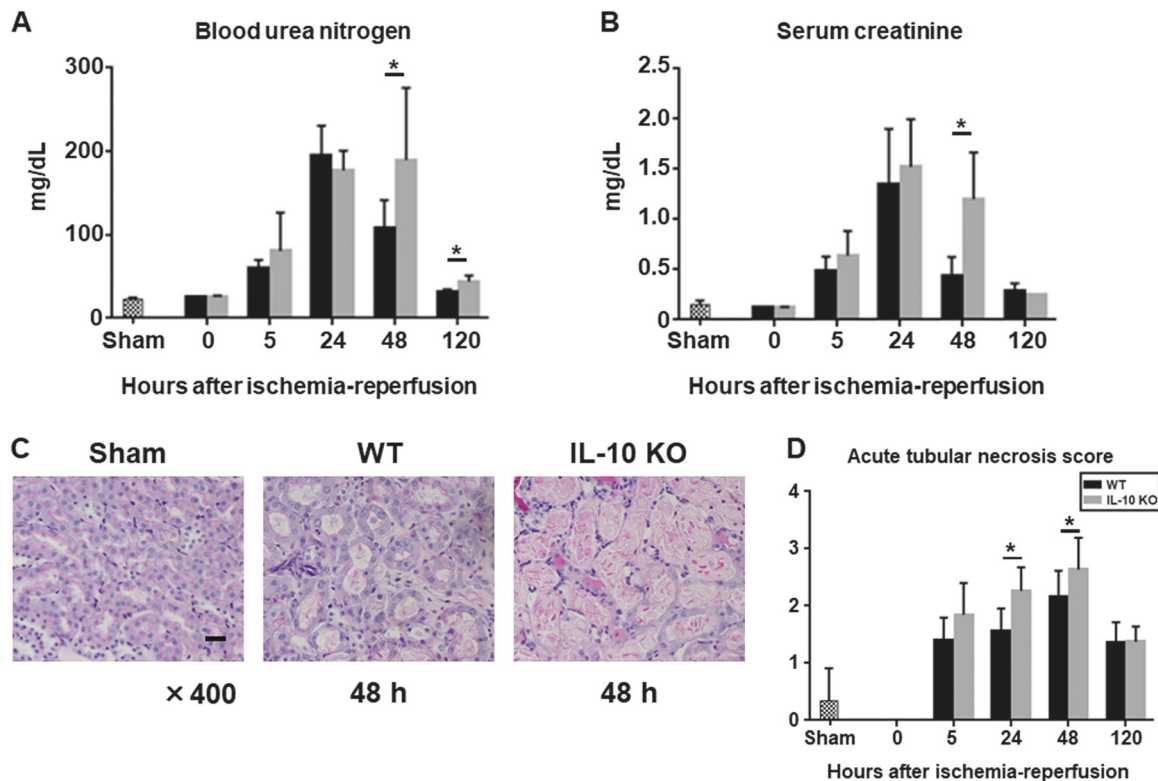 A
Blood urea nitrogen
mg/dL
300
200
100
0
*
*
Sham 0 5 24 48 120
Hours after ischemia-reperfusion
B
Serum creatinine
mg/dL
2.5
2.0
1.5
1.0
0.5
0.0
*
Sham 0 5 24 48 120
Hours after ischemia-reperfusion
C
Sham WT IL-10 KO
×400 48 h 48 h
D
Acute tubular necrosis score
WT
IL-10 KO
4
3
2
1
0
*
*
Sham 0 5 24 48 120
Hours after ischemia-reperfusion